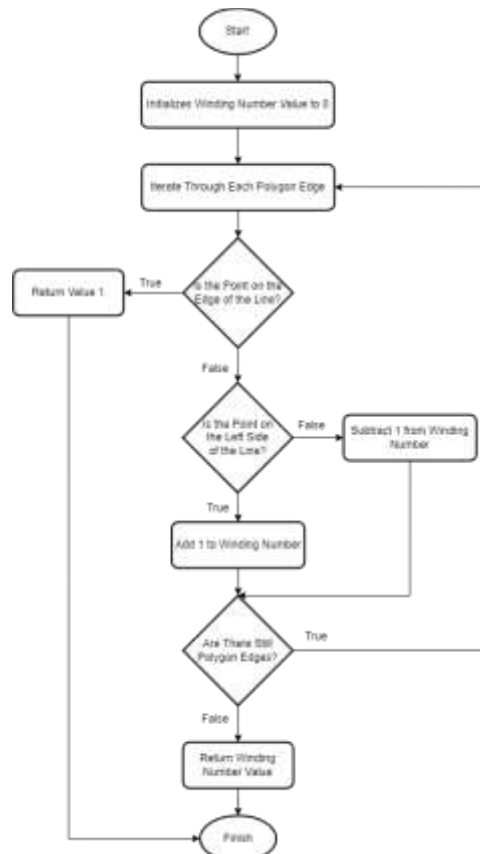 Start
Initializes Winding Number Value to 0
Iterate Through Each Polygon Edge
Is the Point on the
Edge of the Line?
True
Return Value 1
False
Is the Point on
the Left Side
of the Line?
False
Subtract 1 from Winding
Number
True
Add 1 to Winding Number
Are There Still
Polygon Edges?
True
False
Return Winding
Number Value
Finish